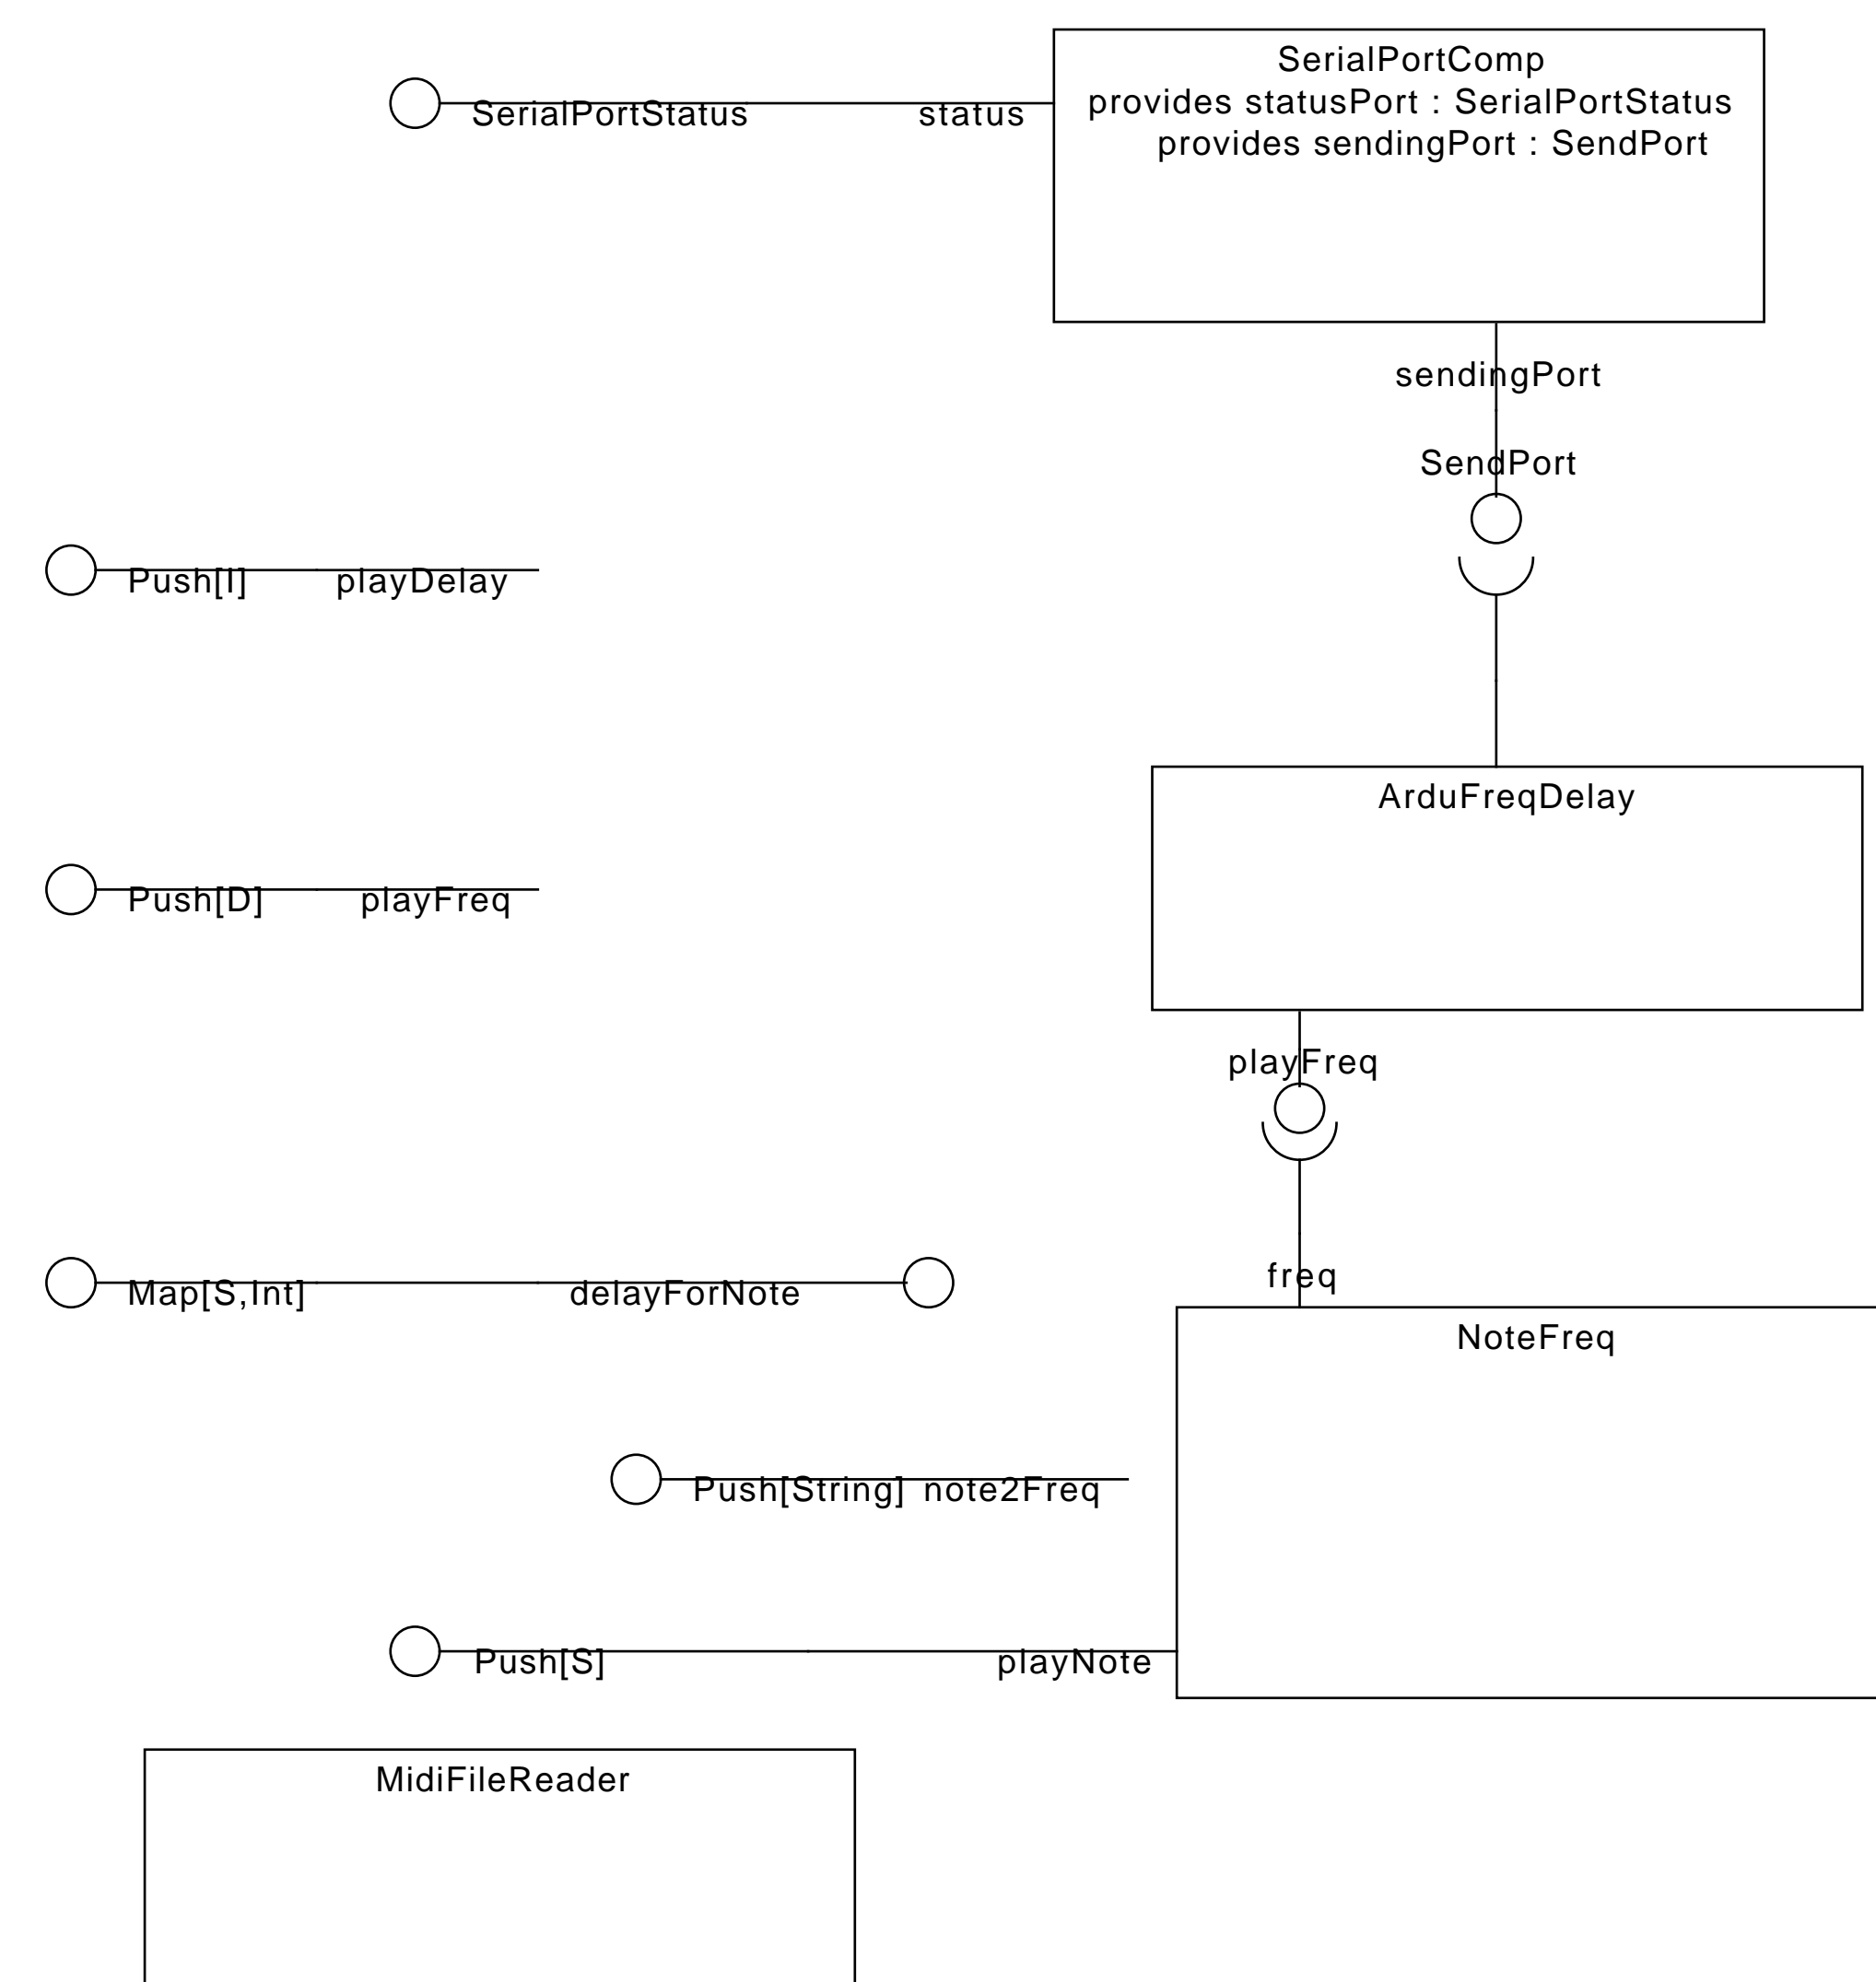 SerialPortComp
provides statusPort : SerialPortStatus
SerialPortStatus status
provides sendingPort : SendPort
sendingPort
SendPort
Push[I] playDelay
ArduFreqDelay
Push[D] playFreq
playFreq
freq
Map[S,Int] delayForNote
NoteFreq
Push[String] note2Freq
Push[S] playNote
MidiFileReader